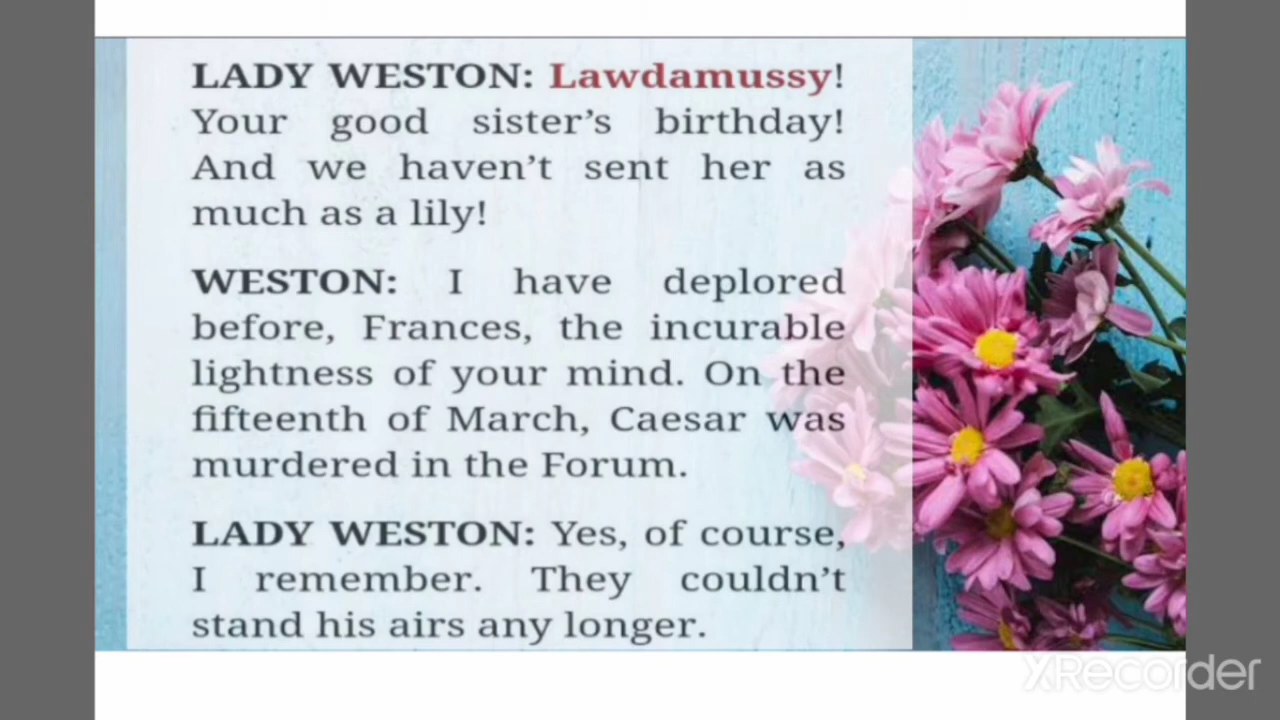 LADY WESTON: Lawdamussy!
Your good sister’s birthday!
And we haven’t sent her as
much as a lily!
WESTON: I have deplored
before, Frances, the incurable
lightness of your mind. On the
fifteenth of March, Caesar was
murdered in the Forum.
LADY WESTON: Yes, of course,
I remember. They couldn’t
stand his airs any longer.
XRecorder